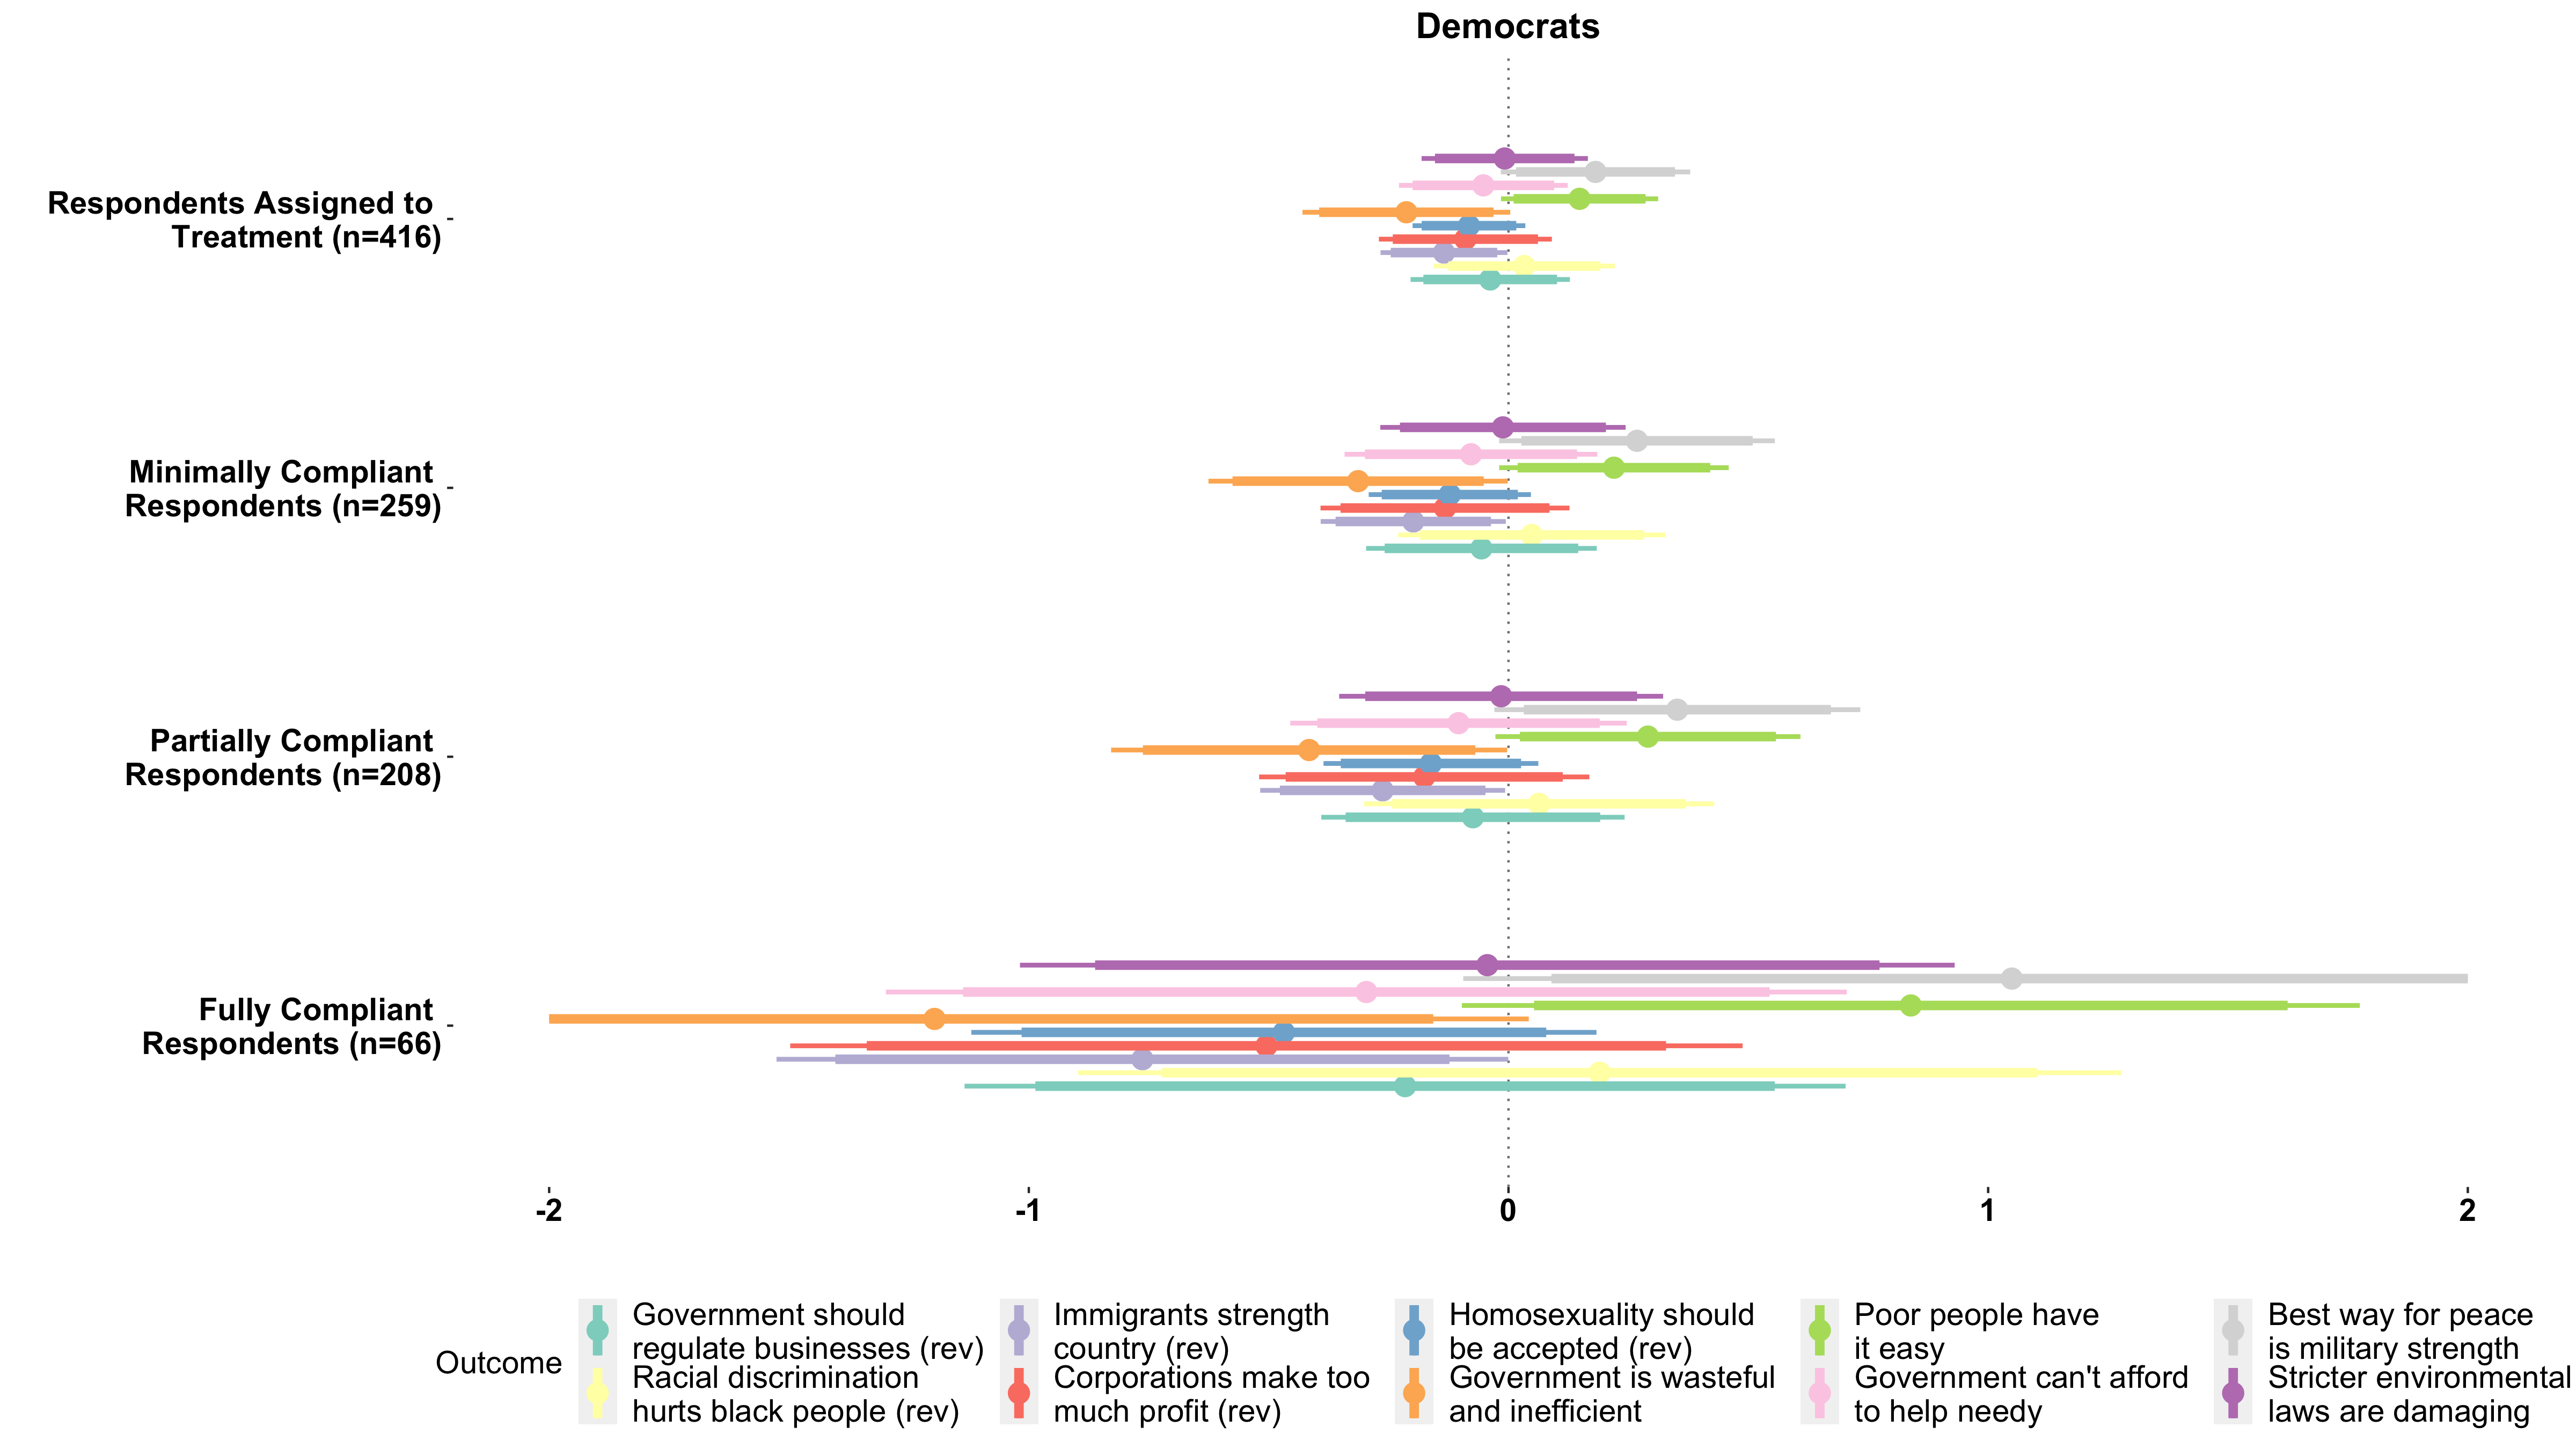 Democrats
Respondents Assigned to
Treatment (n=416)
Minimally Compliant
Respondents (n=259)
Partially Compliant
Respondents (n=208)
Fully Compliant
Respondents (n=66)
-2 -1 0 1 2
Outcome
Government should
regulate businesses (rev)
Racial discrimination
hurts black people (rev)
Immigrants strength
country (rev)
Corporations make too
much profit (rev)
Homosexuality should
be accepted (rev)
Government is wasteful
and inefficient
Poor people have
it easy
Government can't afford
to help needy
Best way for peace
is military strength
Stricter environmental
laws are damaging